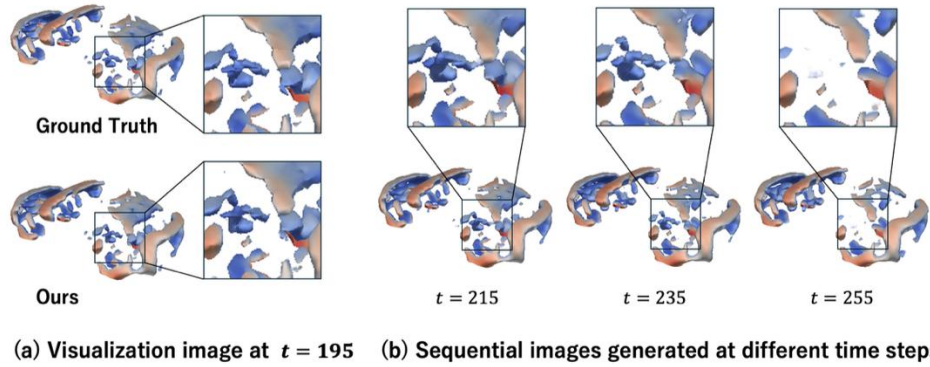 Ground Truth
Ours
t = 215
t = 235
t = 255
(a) Visualization image at t = 195
(b) Sequential images generated at different time step